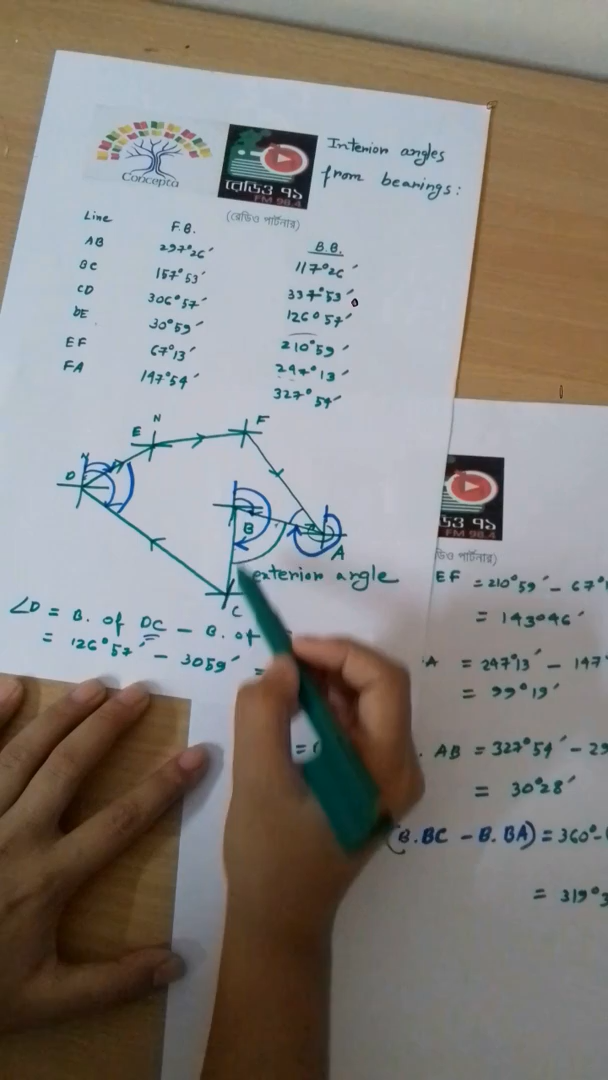 Concepta
রেডিও ৭১
FM 98.4
(রেডিও পার্টনার)
Interior angles
from bearings:
Line F.B. B.B.
AB 297°26′ 117°26′
BC 157°53′ 337°53′
CD 306°57′ 126°57′
DE 30°59′ 210°59′
EF 67°13′ 247°13′
FA 147°54′ 327°54′
N
E
F
N
D
B
A
C
exterior angle
∠D = B. of DC - B. of
= 126°57′ - 30°59′ =
FM 98.4
EF = 210°59′ - 67°
= 143°46′
A = 247°13′ - 147
= 99°19′
AB = 327°54′ - 29
= 30°28′
(B.BC - B.BA) = 360°-
= 319°3